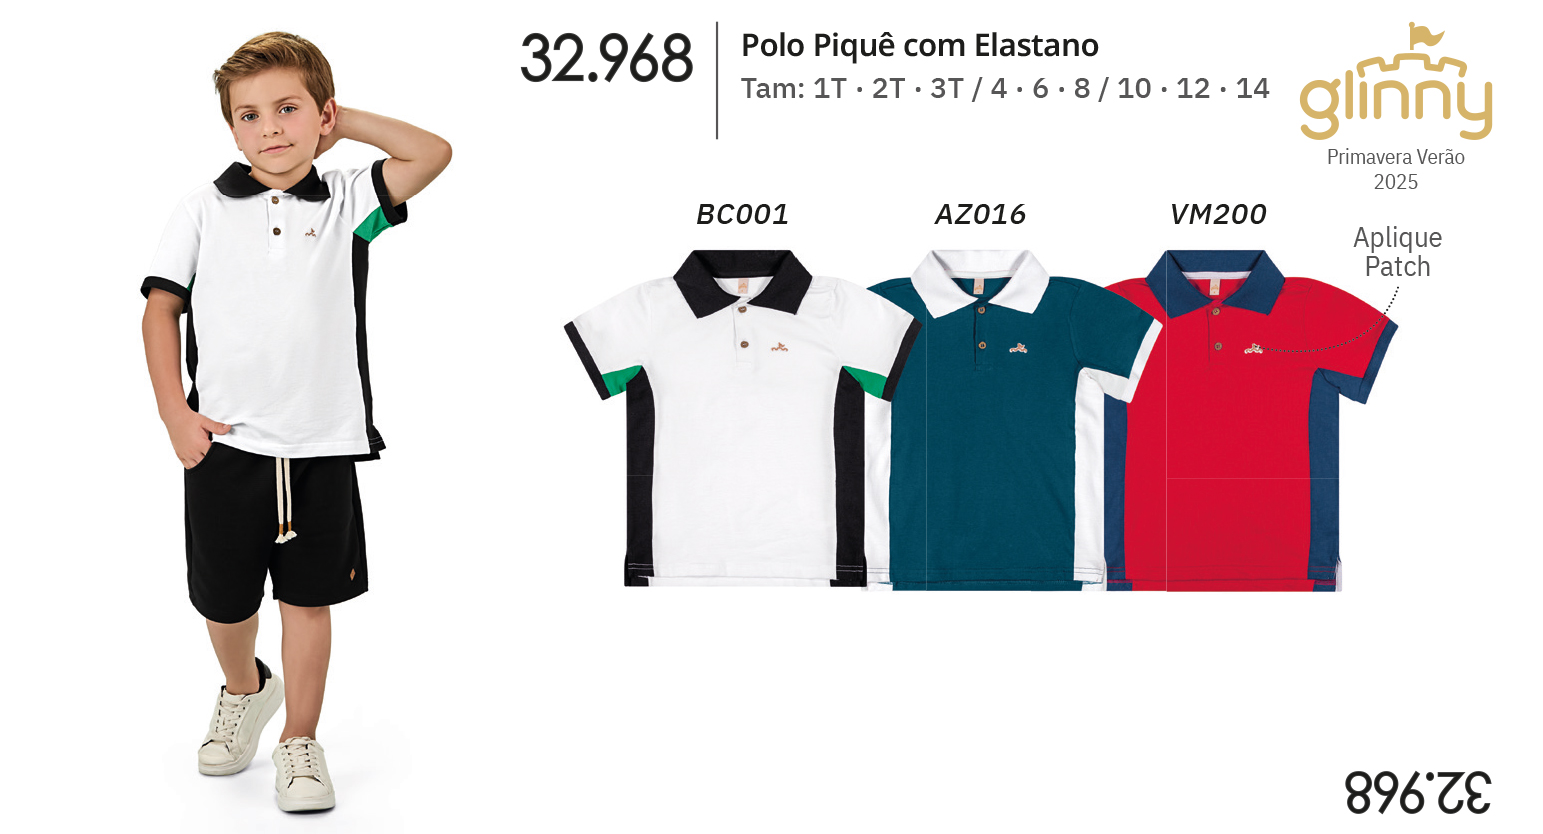 32.968
Polo Piquê com Elastano
Tam: 1T • 2T • 3T / 4 • 6 • 8 / 10 • 12 • 14
glinny
Primavera Verão
2025
BC001
AZ016
VM200
Aplique
Patch
32.968